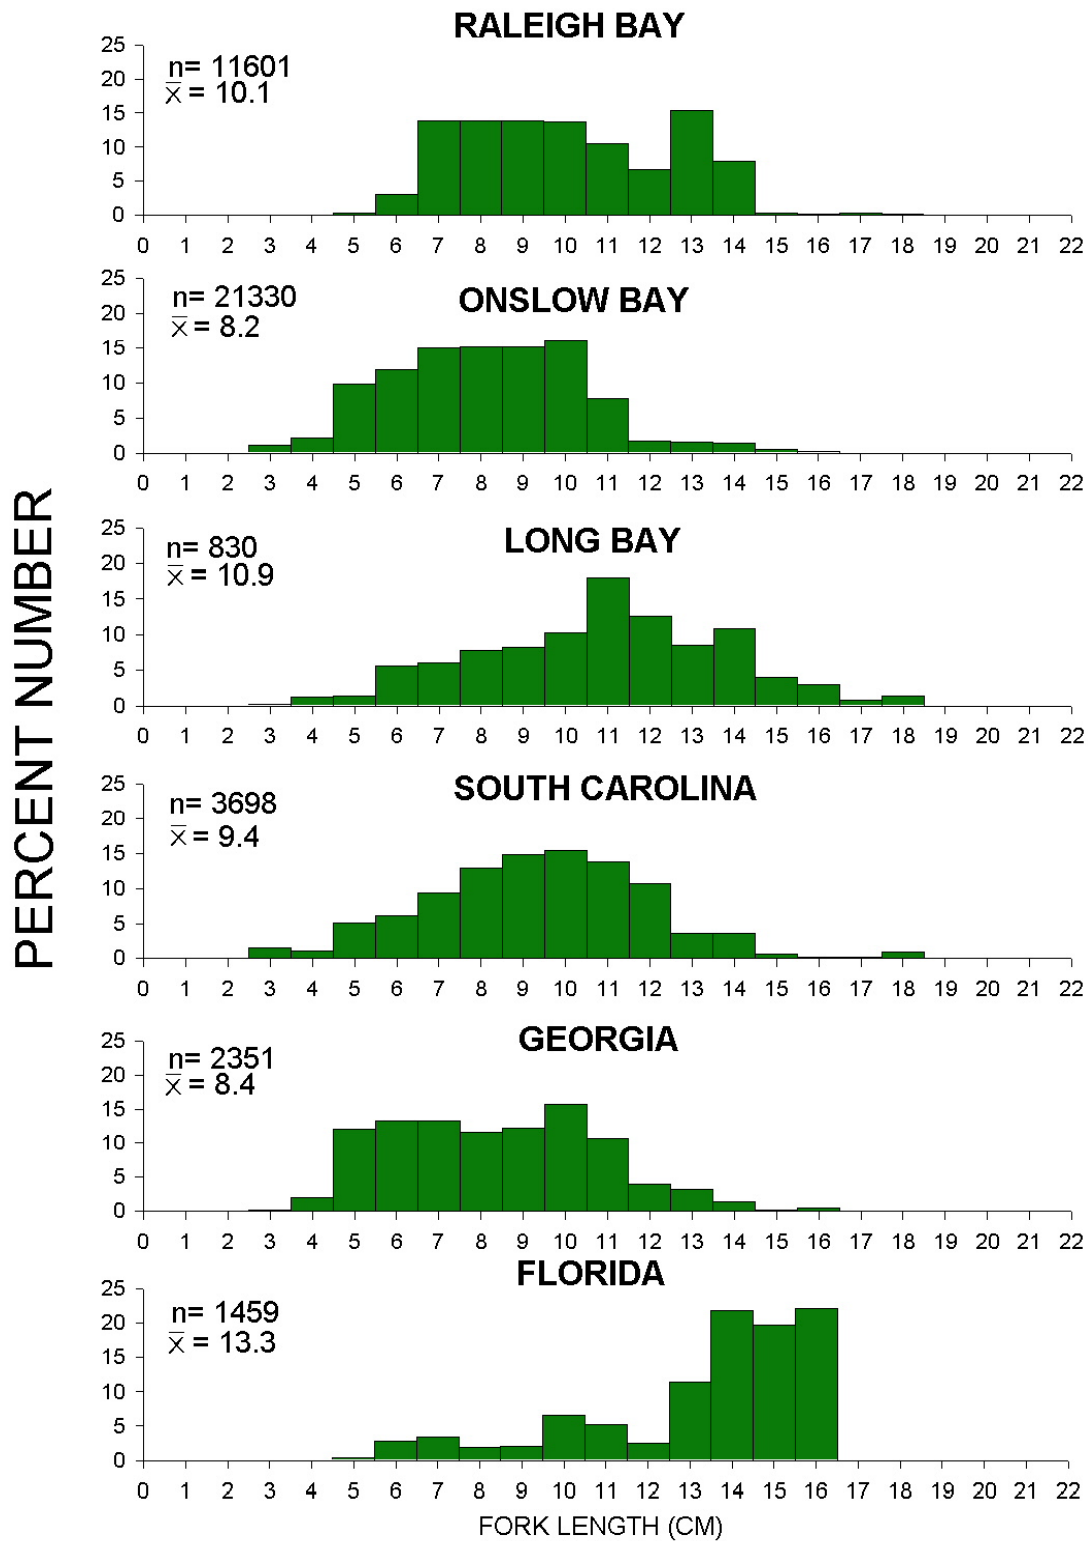 RALEIGH BAY
n= 11601
x̅ = 10.1
25
20
15
10
5
0
0 1 2 3 4 5 6 7 8 9 10 11 12 13 14 15 16 17 18 19 20 21 22
ONSLOW BAY
n= 21330
x̅ = 8.2
25
20
15
10
5
0
0 1 2 3 4 5 6 7 8 9 10 11 12 13 14 15 16 17 18 19 20 21 22
LONG BAY
n= 830
x̅ = 10.9
25
20
15
10
5
0
0 1 2 3 4 5 6 7 8 9 10 11 12 13 14 15 16 17 18 19 20 21 22
PERCENT NUMBER
SOUTH CAROLINA
n= 3698
x̅ = 9.4
25
20
15
10
5
0
0 1 2 3 4 5 6 7 8 9 10 11 12 13 14 15 16 17 18 19 20 21 22
GEORGIA
n= 2351
x̅ = 8.4
25
20
15
10
5
0
0 1 2 3 4 5 6 7 8 9 10 11 12 13 14 15 16 17 18 19 20 21 22
FLORIDA
n= 1459
x̅ = 13.3
25
20
15
10
5
0
0 1 2 3 4 5 6 7 8 9 10 11 12 13 14 15 16 17 18 19 20 21 22
FORK LENGTH (CM)